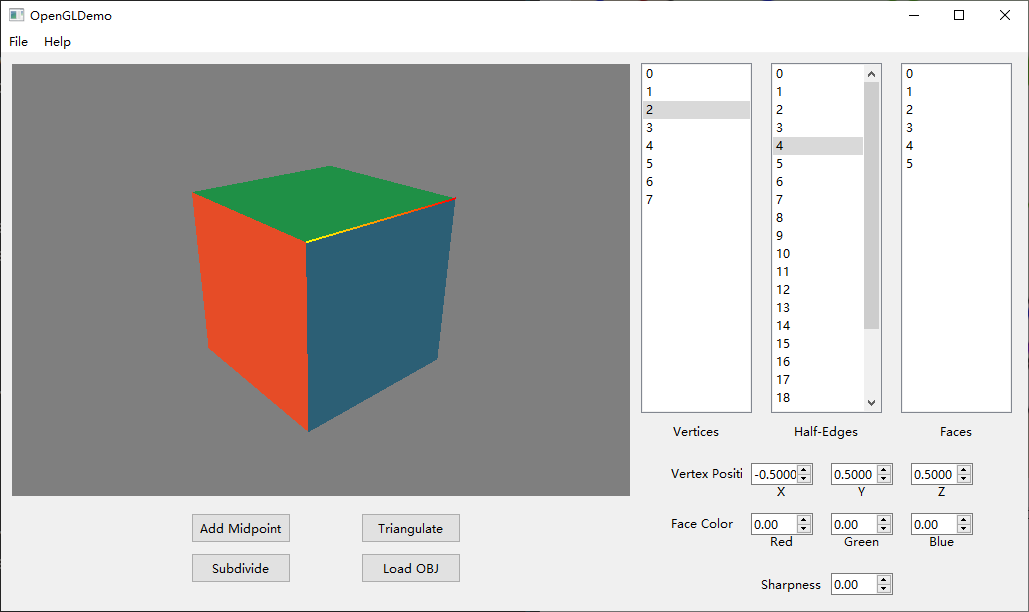 OpenGLDemo
File Help
0
1
2
3
4
5
6
7
Vertices
0
1
2
3
4
5
6
7
8
9
10
11
12
13
14
15
16
17
18
Half-Edges
0
1
2
3
4
5
Faces
Vertex Positi -0.5000 0.5000 0.5000
X Y Z
Face Color 0.00 0.00 0.00
Red Green Blue
Sharpness 0.00
Add Midpoint Triangulate
Subdivide Load OBJ